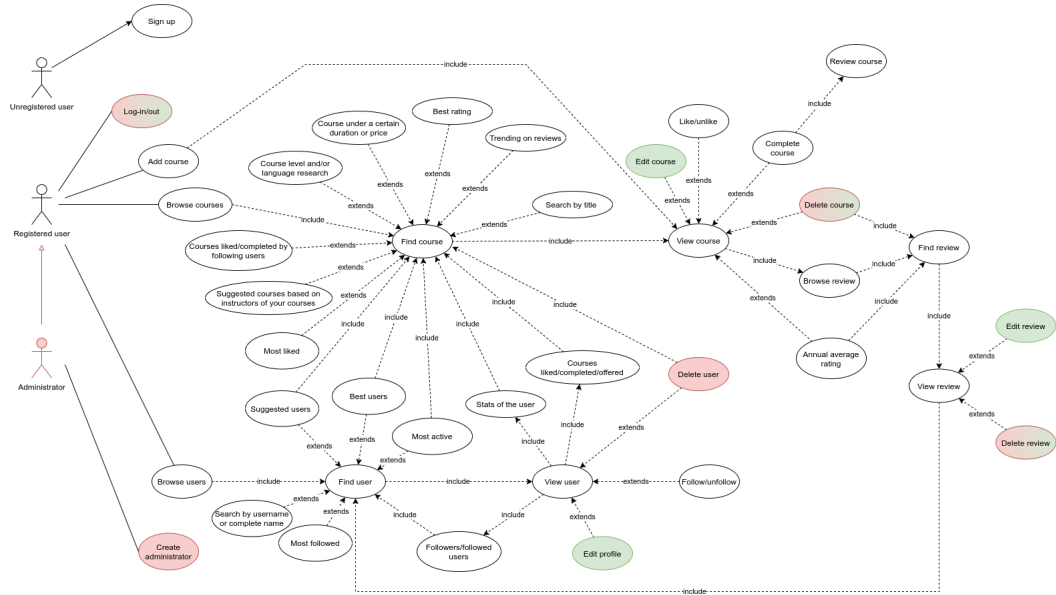 Sign up
Unregistered user
Log-in/out
Add course
Browse courses
Registered user
Administrator
Browse users
Create
administrator
include
Course under a certain
duration or price
Best rating
Trending on reviews
Course level and/or
language research
Search by title
extends
extends
extends
extends
extends
include
extends
Courses liked/completed by
following users
Find course
include
extends
Suggested courses based on
instructors of your courses
extends
include
include
include
include
include
include
Most liked
Suggested users
Best users
Most active
Stats of the user
Courses
liked/completed/offered
Delete user
extends
extends
extends
include
include
extends
include
Find user
include
View user
extends
Follow/unfollow
Search by username
or complete name
extends
extends
Most followed
include
include
Followers/followed
users
extends
Edit profile
include
Review course
include
Like/unlike
Complete
course
Edit course
extends
extends
extends
Delete course
extends
include
View course
Find review
include
include
Browse review
extends
include
include
Annual average
rating
Edit review
extends
View review
extends
Delete review